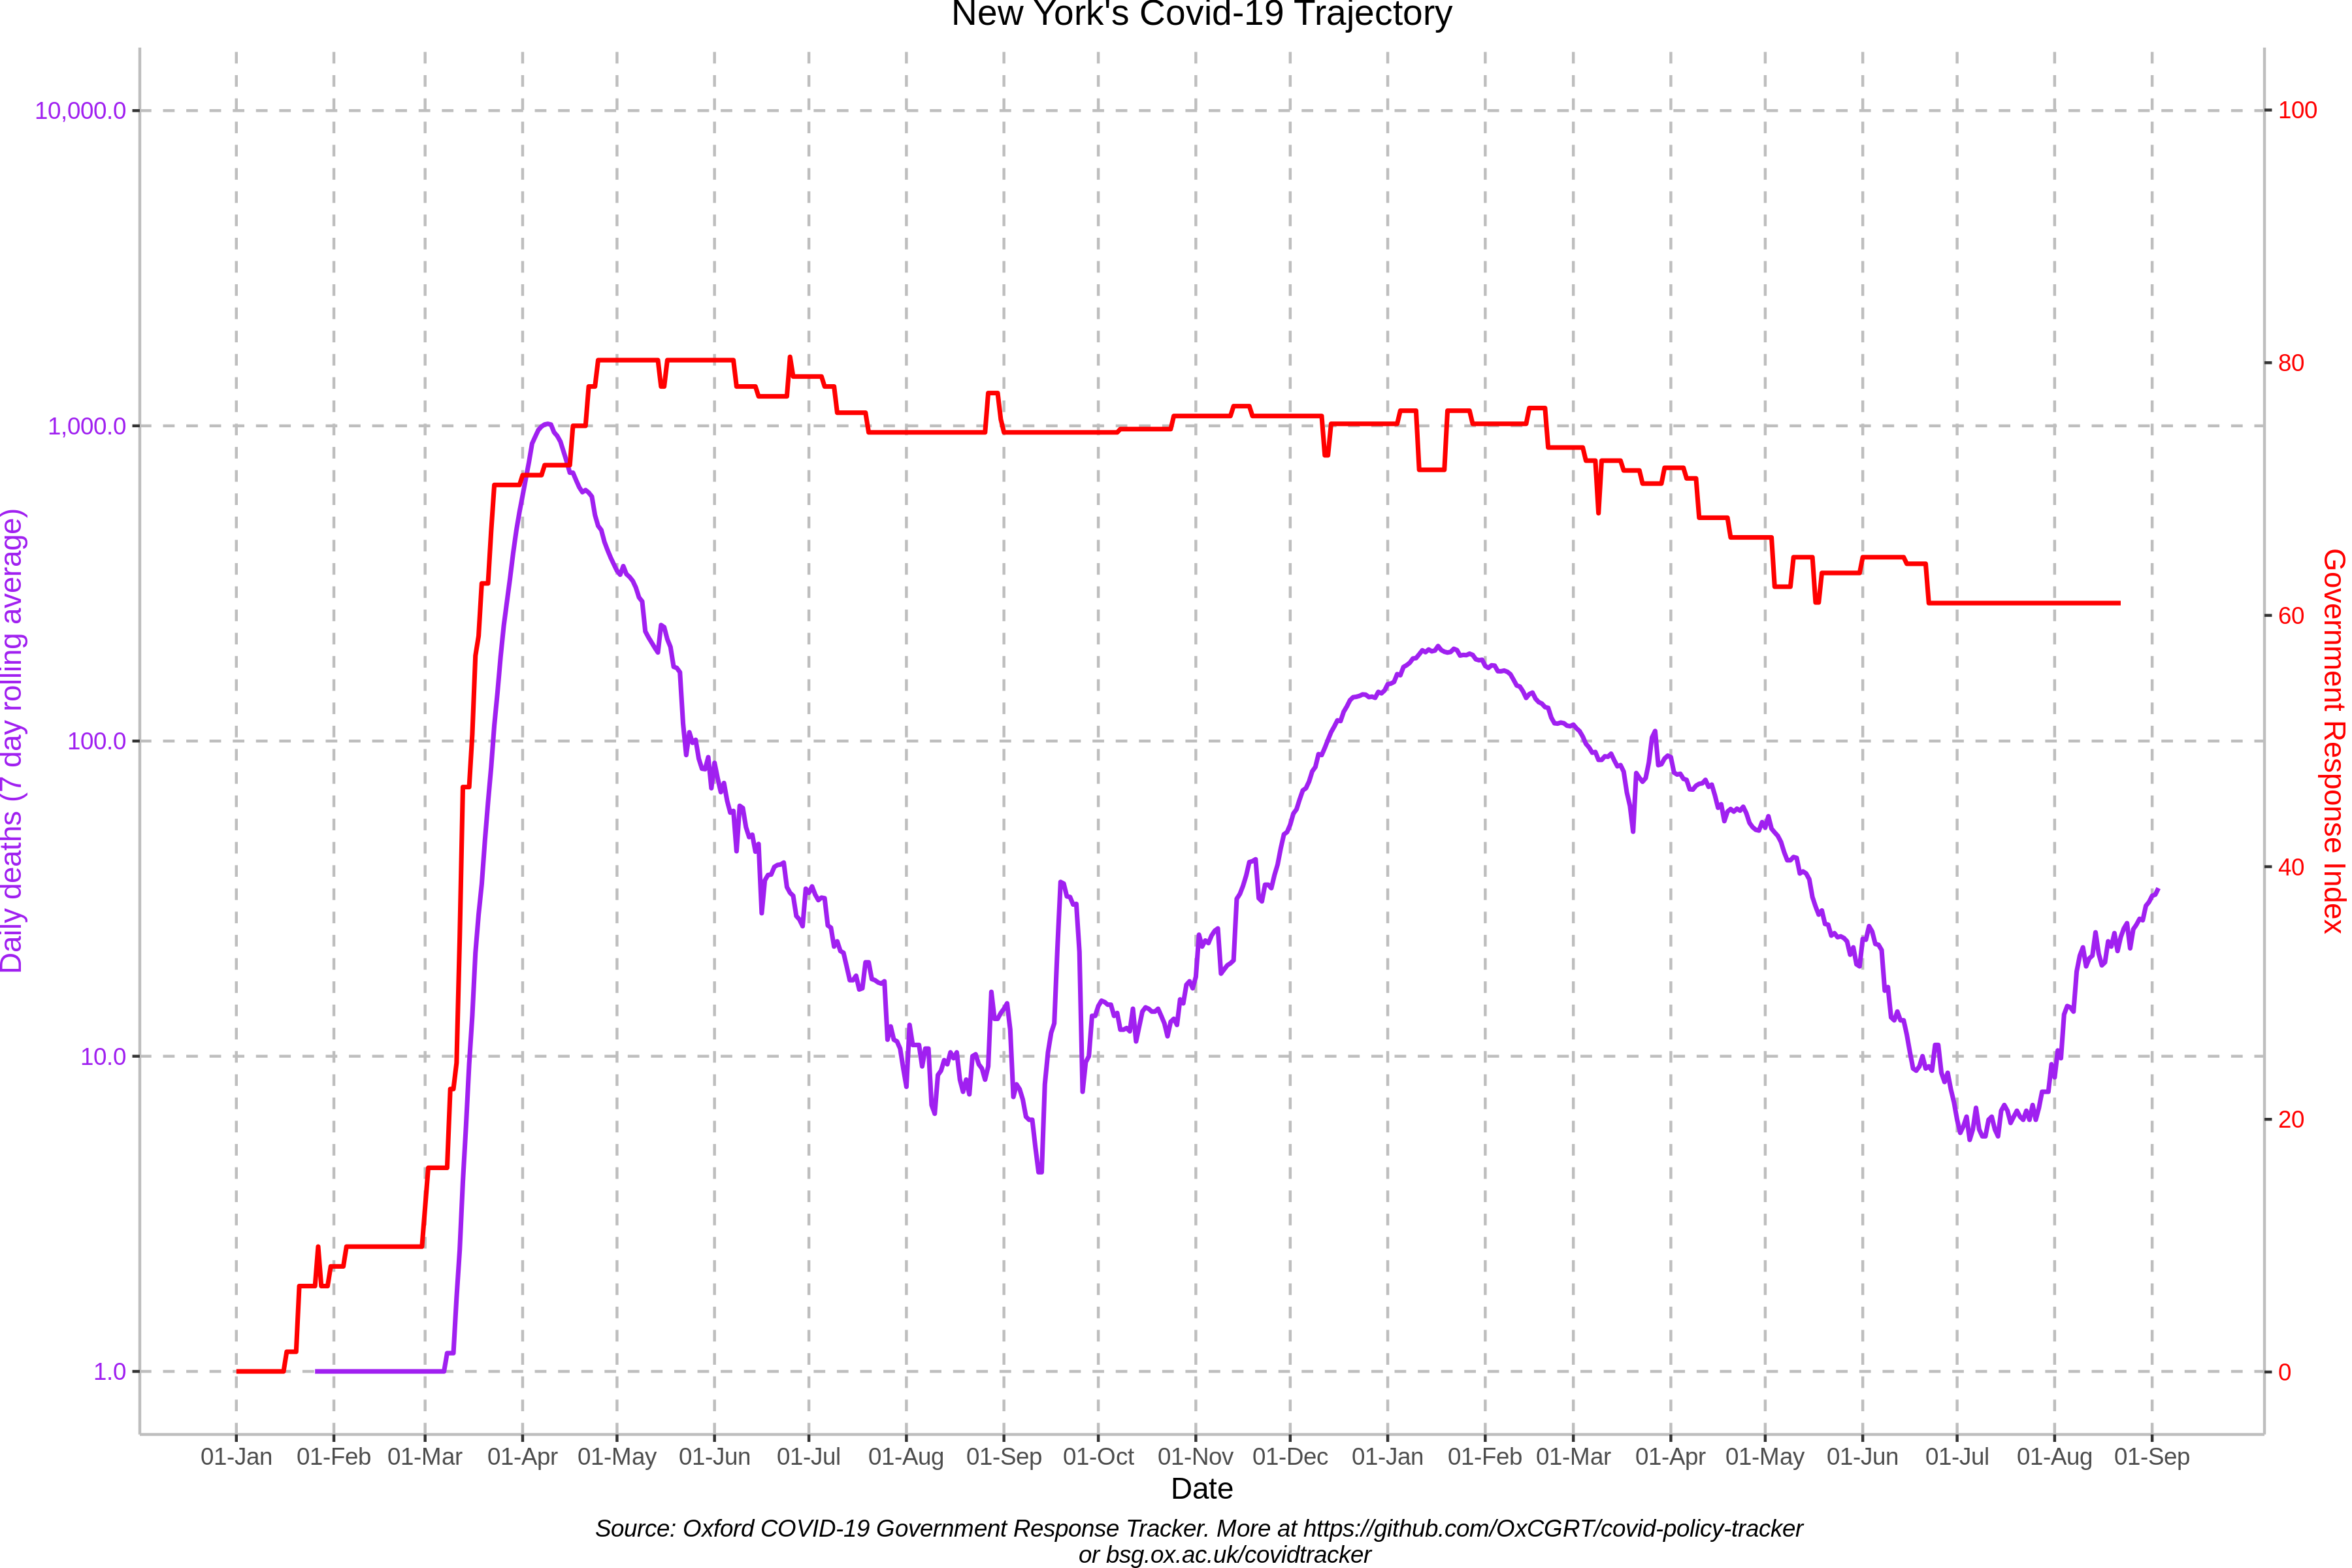 New York's Covid-19 Trajectory
10,000.0
1,000.0
100.0
10.0
1.0
Daily deaths (7 day rolling average)
100
80
60
40
20
0
Government Response Index
01-Jan 01-Feb 01-Mar 01-Apr 01-May 01-Jun 01-Jul 01-Aug 01-Sep 01-Oct 01-Nov 01-Dec 01-Jan 01-Feb 01-Mar 01-Apr 01-May 01-Jun 01-Jul 01-Aug 01-Sep
Date
Source: Oxford COVID-19 Government Response Tracker. More at https://github.com/OxCGRT/covid-policy-tracker
or bsg.ox.ac.uk/covidtracker